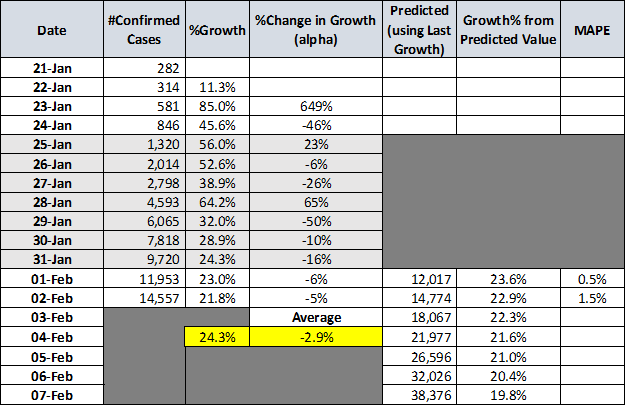 Date #Confirmed Cases %Growth %Change in Growth (alpha) Predicted (using Last Growth) Growth% from Predicted Value MAPE
21-Jan 282
22-Jan 314 11.3%
23-Jan 581 85.0% 649%
24-Jan 846 45.6% -46%
25-Jan 1,320 56.0% 23%
26-Jan 2,014 52.6% -6%
27-Jan 2,798 38.9% -26%
28-Jan 4,593 64.2% 65%
29-Jan 6,065 32.0% -50%
30-Jan 7,818 28.9% -10%
31-Jan 9,720 24.3% -16%
01-Feb 11,953 23.0% -6% 12,017 23.6% 0.5%
02-Feb 14,557 21.8% -5% 14,774 22.9% 1.5%
03-Feb Average 18,067 22.3%
04-Feb 24.3% -2.9% 21,977 21.6%
05-Feb 26,596 21.0%
06-Feb 32,026 20.4%
07-Feb 38,376 19.8%